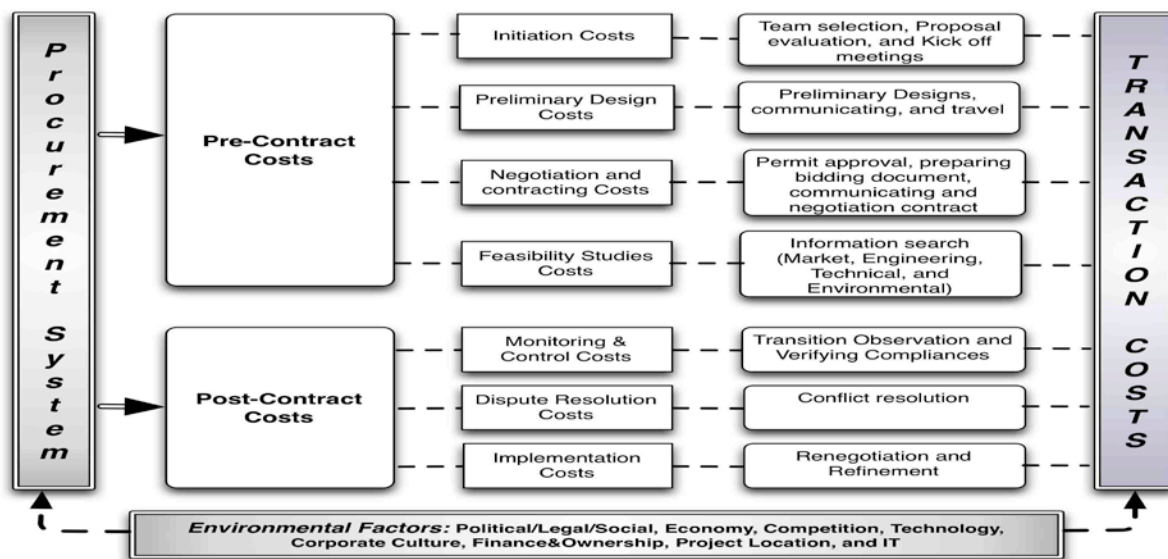 Procurement System
Pre-Contract
Costs
Initiation Costs
Team selection, Proposal
evaluation, and Kick off
meetings
Preliminary Design
Costs
Preliminary Designs,
communicating, and travel
Negotiation and
contracting Costs
Permit approval, preparing
bidding document,
communicating and
negotiation contract
Feasibility Studies
Costs
Information search
(Market, Engineering,
Technical, and
Environmental)
Post-Contract
Costs
Monitoring &
Control Costs
Transition Observation and
Verifying Compliances
Dispute Resolution
Costs
Conflict resolution
Implementation
Costs
Renegotiation and
Refinement
TRANSACTION COSTS
Environmental Factors: Political/Legal/Social, Economy, Competition, Technology,
Corporate Culture, Finance&Ownership, Project Location, and IT